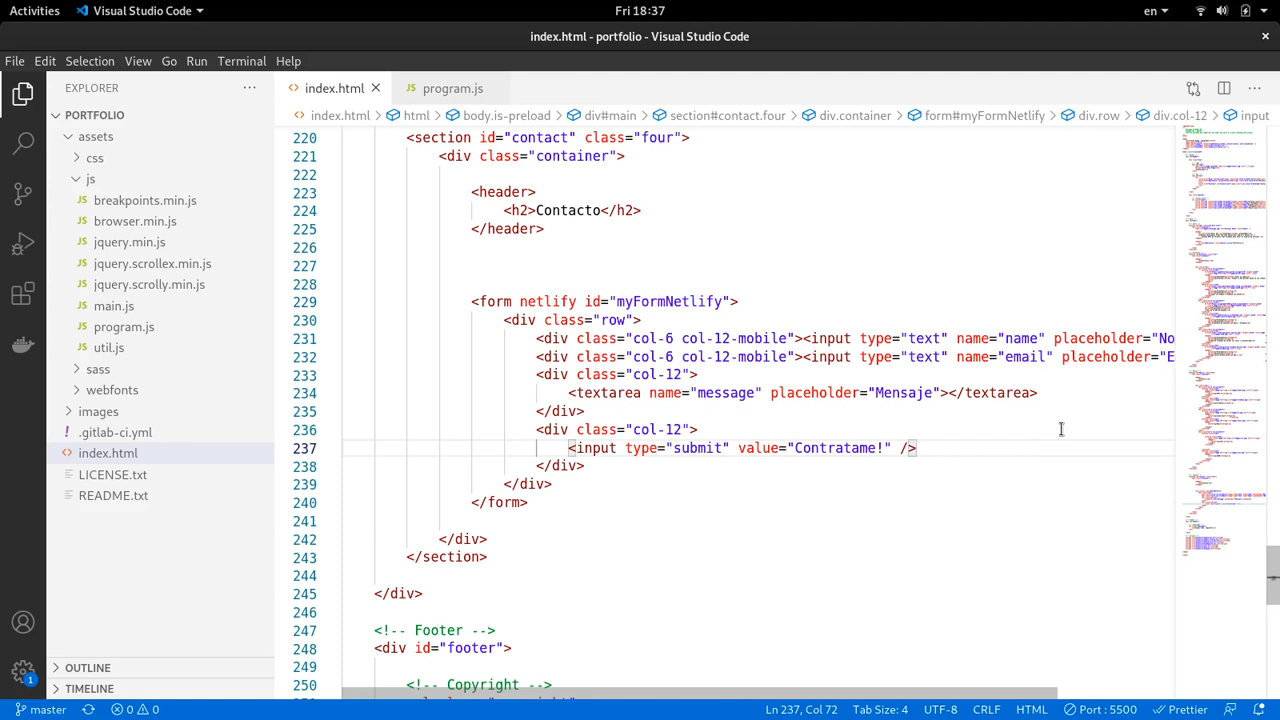 Activities Visual Studio Code Fri 18:37 en
index.html - portfolio - Visual Studio Code
File Edit Selection View Go Run Terminal Help
EXPLORER
index.html program.js
PORTFOLIO
index.html html body.is-preload div#main section#contact.four div.container form#myFormNetlify div.row div.col-12 input
assets
css
js
breakpoints.min.js
browser.min.js
jquery.min.js
jquery.scrollex.min.js
jquery.scrolly.min.js
program.js
sass
webfonts
images
.gitlab-ci.yml
index.html
LICENSE.txt
README.txt
OUTLINE
TIMELINE
220 <section id="contact" class="four">
221 <div class="container">
222
223 <header>
224 <h2>Contacto</h2>
225 </header>
226
227
228
229 <form netlify id="myFormNetlify">
230 <div class="row">
231 <div class="col-6 col-12-mobile"><input type="text" name="name" placeholder="No
232 <div class="col-6 col-12-mobile"><input type="text" name="email" placeholder="E
233 <div class="col-12">
234 <textarea name="message" placeholder="Mensaje"></textarea>
235 </div>
236 <div class="col-12">
237 <input type="submit" value="Contratame!" />
238 </div>
239 </div>
240 </form>
241
242 </div>
243 </section>
244
245 </div>
246
247 <!-- Footer -->
248 <div id="footer">
249
250 <!-- Copyright -->
1
master 0 0 Ln 237, Col 72 Tab Size: 4 UTF-8 CRLF HTML Port : 5500 Prettier